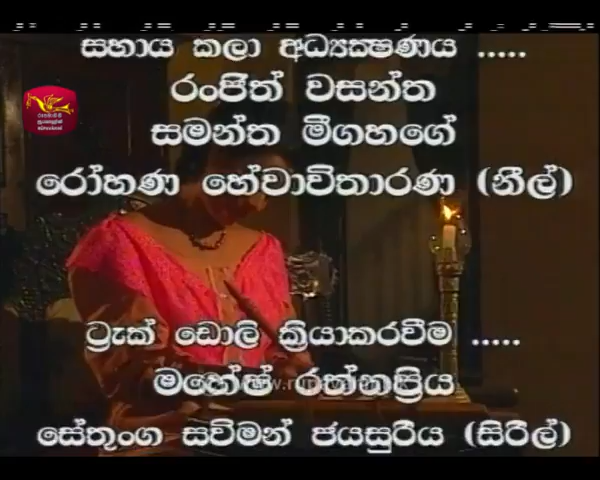 සහාය කලා අධ්‍යක්ෂණය .....
රංජිත් වසන්ත
සමන්ත මීගහගේ
රෝහණ හේවාවිතාරණ (නීල්)
ට්‍රැක් ඩොලි ක්‍රියාකරවීම .....
මහේෂ් රත්නප්‍රිය
සේතුංග සවිමන් ජයසුරිය (සිරිල්)